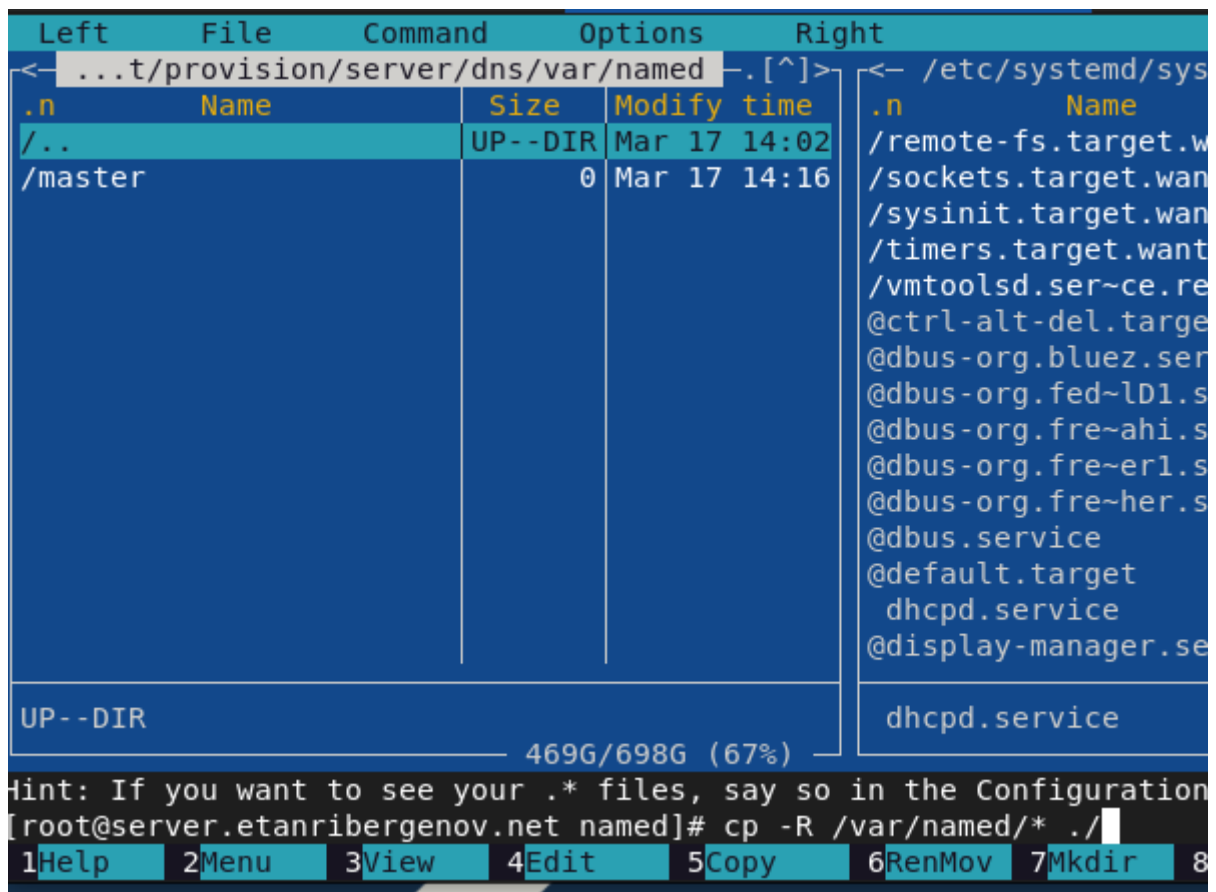 Left File Command Options Right
<— ...t/provision/server/dns/var/named —.[^]>
<— /etc/systemd/sys
.n Name Size Modify time .n Name
/.. UP--DIR Mar 17 14:02 /remote-fs.target.w
/master 0 Mar 17 14:16 /sockets.target.wan
/sysinit.target.wan
/timers.target.want
/vmtoolsd.ser~ce.re
@ctrl-alt-del.targe
@dbus-org.bluez.ser
@dbus-org.fed~lD1.s
@dbus-org.fre~ahi.s
@dbus-org.fre~er1.s
@dbus-org.fre~her.s
@dbus.service
@default.target
dhcpd.service
@display-manager.se
UP--DIR dhcpd.service
469G/698G (67%)
Hint: If you want to see your .* files, say so in the Configuration
[root@server.etanribergenov.net named]# cp -R /var/named/* ./
1Help 2Menu 3View 4Edit 5Copy 6RenMov 7Mkdir 8